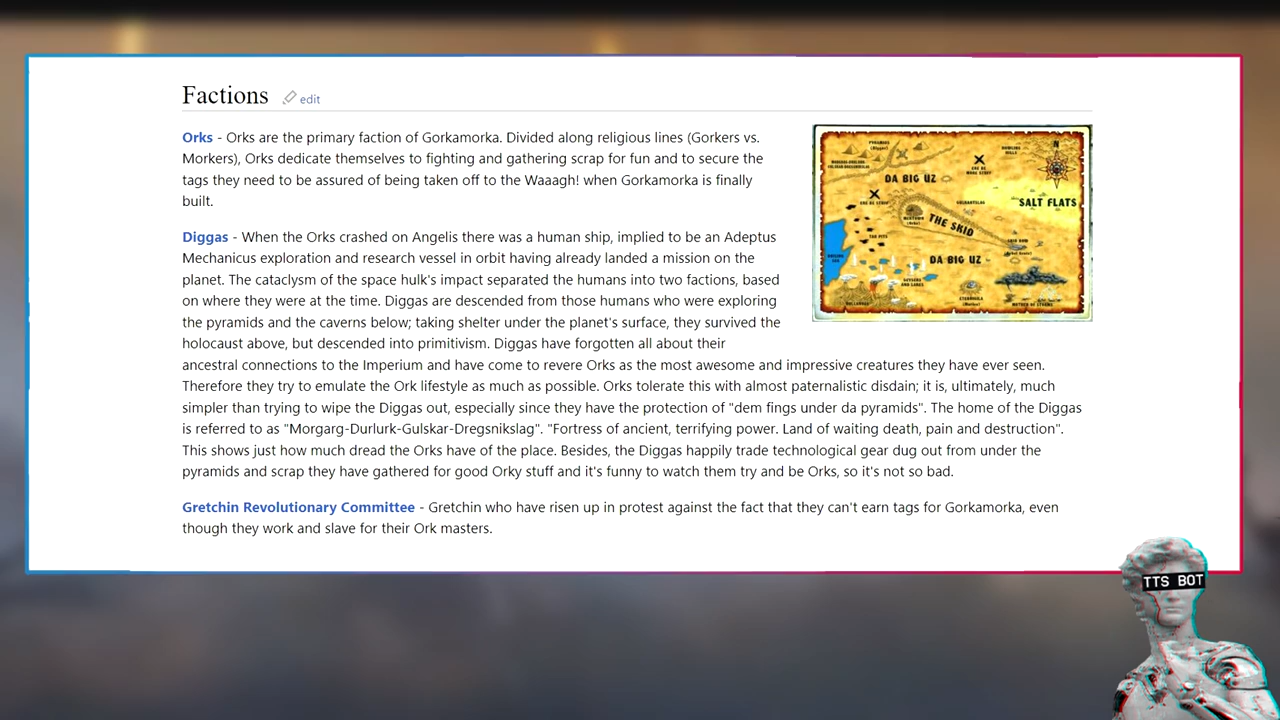 Factions edit
Orks - Orks are the primary faction of Gorkamorka. Divided along religious lines (Gorkers vs.
Morkers), Orks dedicate themselves to fighting and gathering scrap for fun and to secure the
tags they need to be assured of being taken off to the Waaagh! when Gorkamorka is finally
built.
Diggas - When the Orks crashed on Angelis there was a human ship, implied to be an Adeptus
Mechanicus exploration and research vessel in orbit having already landed a mission on the
planet. The cataclysm of the space hulk's impact separated the humans into two factions, based
on where they were at the time. Diggas are descended from those humans who were exploring
the pyramids and the caverns below; taking shelter under the planet's surface, they survived the
holocaust above, but descended into primitivism. Diggas have forgotten all about their
ancestral connections to the Imperium and have come to revere Orks as the most awesome and impressive creatures they have ever seen.
Therefore they try to emulate the Ork lifestyle as much as possible. Orks tolerate this with almost paternalistic disdain; it is, ultimately, much
simpler than trying to wipe the Diggas out, especially since they have the protection of "dem fings under da pyramids". The home of the Diggas
is referred to as "Morgarg-Durlurk-Gulskar-Dregsnikslag". "Fortress of ancient, terrifying power. Land of waiting death, pain and destruction".
This shows just how much dread the Orks have of the place. Besides, the Diggas happily trade technological gear dug out from under the
pyramids and scrap they have gathered for good Orky stuff and it's funny to watch them try and be Orks, so it's not so bad.
Gretchin Revolutionary Committee - Gretchin who have risen up in protest against the fact that they can't earn tags for Gorkamorka, even
though they work and slave for their Ork masters.
PYRAMIDS
N
DA BIG UZ
SALT FLATS
THE SKID
DA BIG UZ
TTS BOT